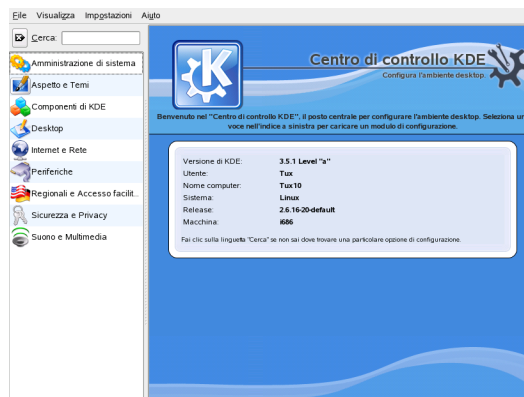 File Visualizza Impostazioni Aiuto
Cerca:
Amministrazione di sistema
Aspetto e Temi
Componenti di KDE
Desktop
Internet e Rete
Periferiche
Regionali e Accesso facilit..
Sicurezza e Privacy
Suono e Multimedia
Centro di controllo KDE
Configura l'ambiente desktop.
Benvenuto nel "Centro di controllo KDE", il posto centrale per configurare l'ambiente desktop. Seleziona un
voce nell'indice a sinistra per caricare un modulo di configurazione.
Versione di KDE: 3.5.1 Level "a"
Utente: Tux
Nome computer: Tux10
Sistema: Linux
Release: 2.6.16-20-default
Macchina: i686
Fai clic sulla linguetta "Cerca" se non sai dove trovare una particolare opzione di configurazione.